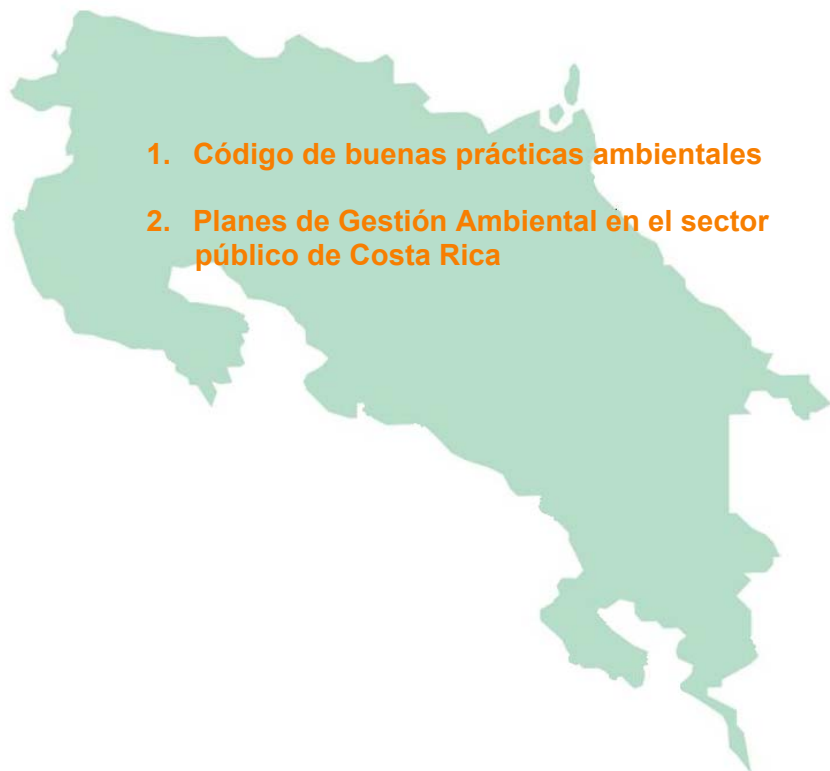 1. Código de buenas prácticas ambientales
2. Planes de Gestión Ambiental en el sector
público de Costa Rica